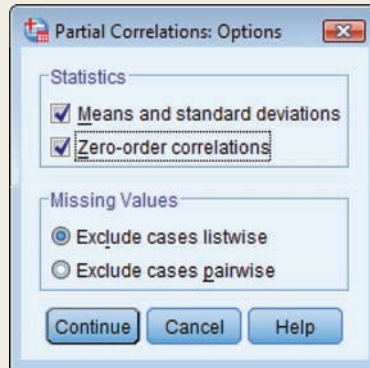 Partial Correlations: Options
Statistics
Means and standard deviations
Zero-order correlations
Missing Values
Exclude cases listwise
Exclude cases pairwise
Continue Cancel Help